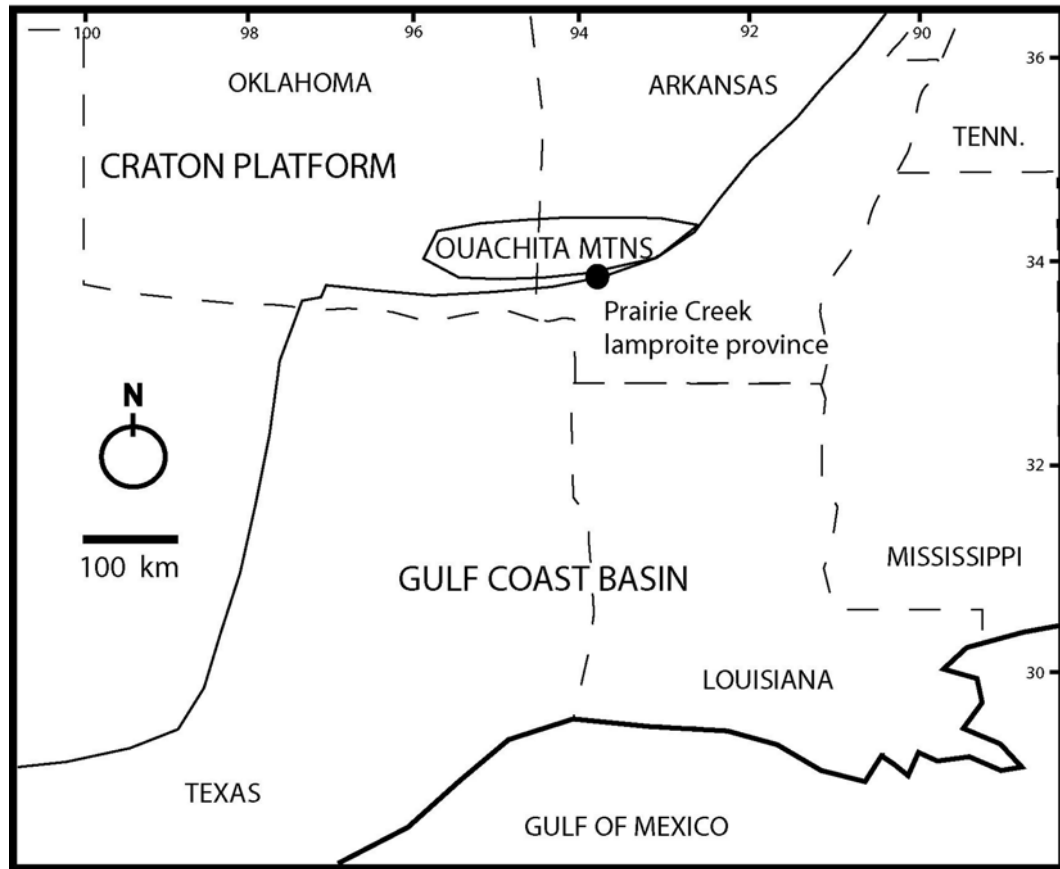 100
98
96
94
92
90
36
OKLAHOMA
ARKANSAS
TENN.
CRATON PLATFORM
OUACHITA MTNS
34
Prairie Creek
lamproite province
N
32
100 km
GULF COAST BASIN
MISSISSIPPI
30
LOUISIANA
TEXAS
GULF OF MEXICO